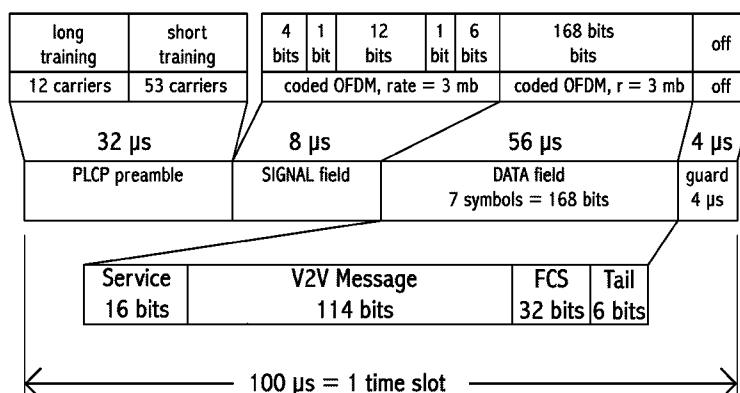 long training
short training
4 bits
1 bit
12 bits
1 bit
6 bits
168 bits
bits
off
12 carriers
53 carriers
coded OFDM, rate = 3 mb
coded OFDM, r = 3 mb
off
32 µs
8 µs
56 µs
4 µs
PLCP preamble
SIGNAL field
DATA field
7 symbols = 168 bits
guard
4 µs
Service
16 bits
V2V Message
114 bits
FCS
32 bits
Tail
6 bits
100 µs = 1 time slot